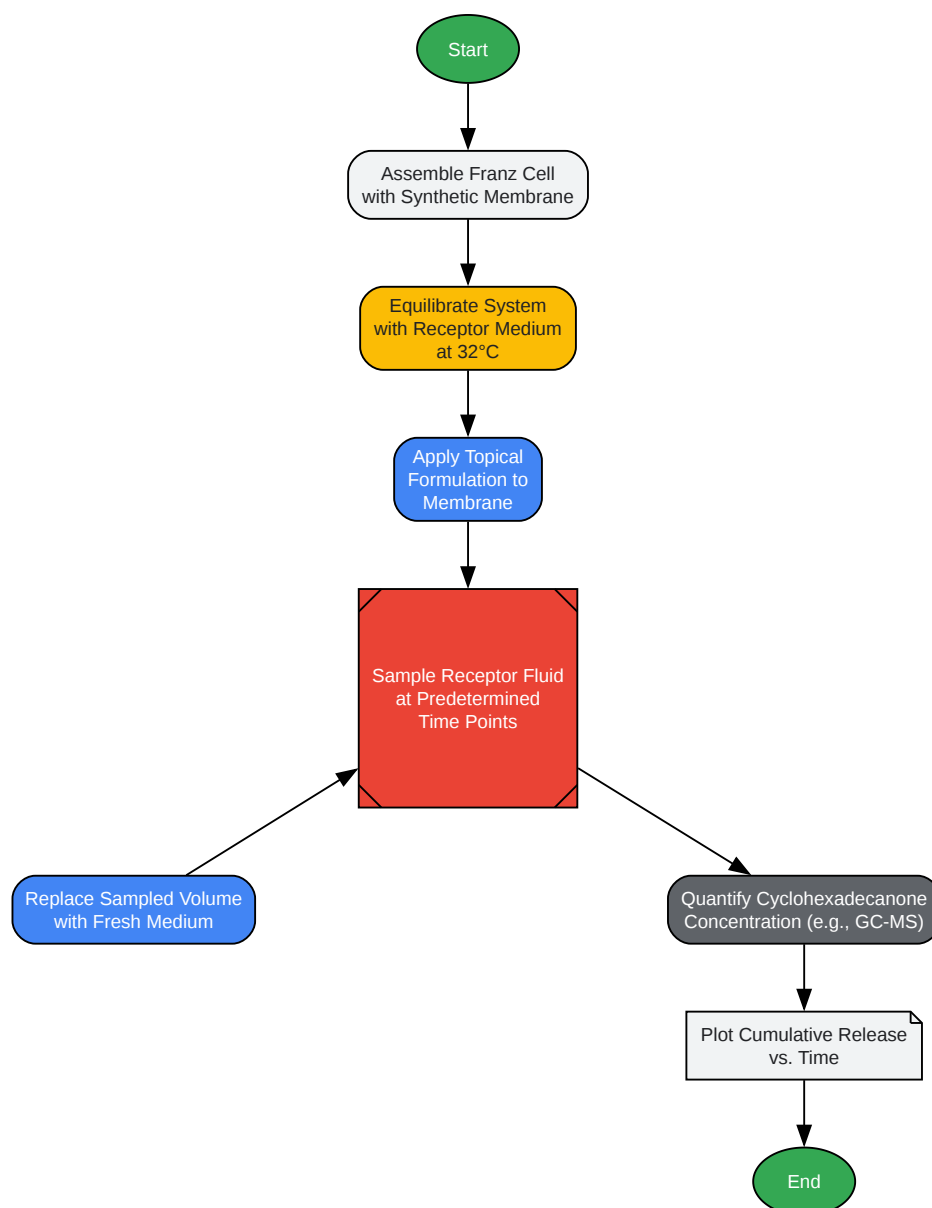 Start
Assemble Franz Cell
with Synthetic Membrane
Equilibrate System
with Receptor Medium
at 32°C
Apply Topical
Formulation to
Membrane
Sample Receptor Fluid
at Predetermined
Time Points
Replace Sampled Volume
with Fresh Medium
Quantify Cyclohexadecanone
Concentration (e.g., GC-MS)
Plot Cumulative Release
vs. Time
End